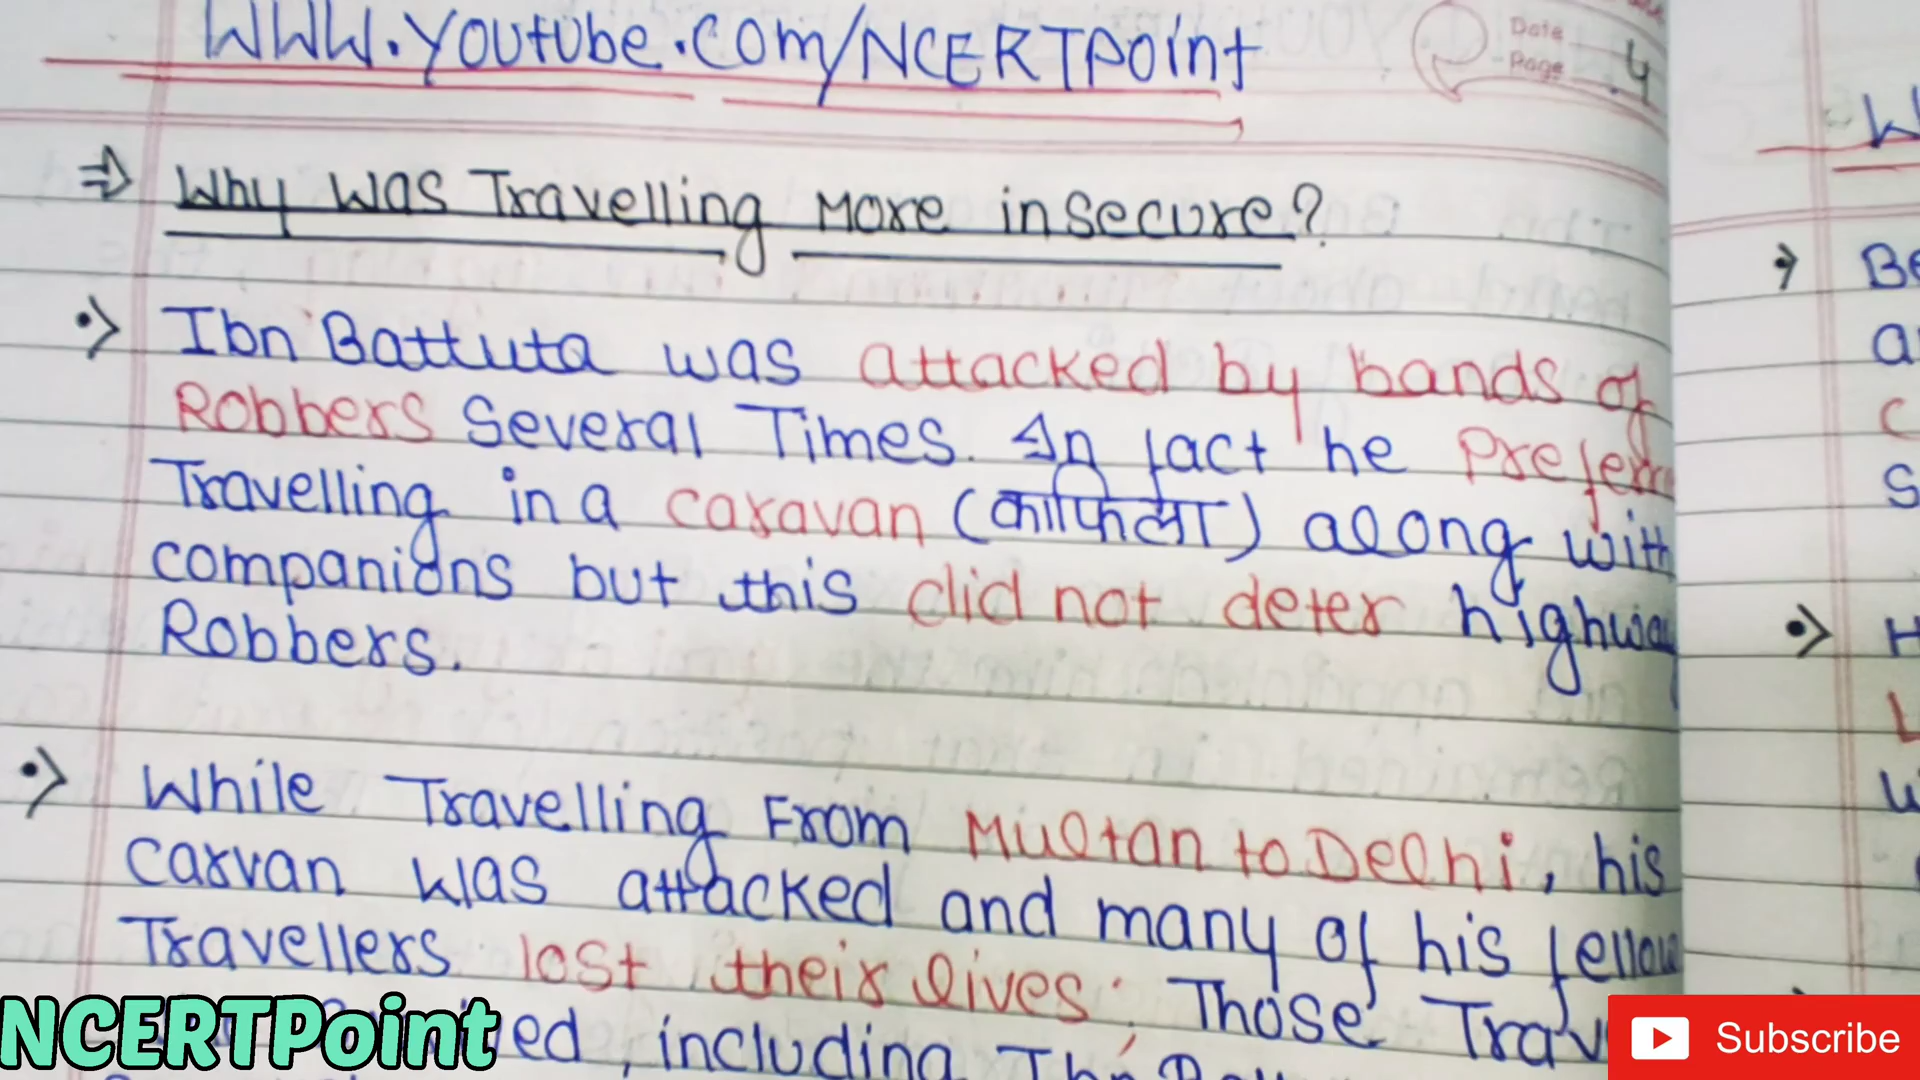 WWW.YouTube.Com/NCERTPoint
Date
Page 4
⇒ Why was Travelling More insecure?
Ibn Battuta was attacked by bands of
Robbers Several Times. In fact he
Travelling in a caravan (काफिला) along with
companions but this did not deter highway
Robbers.
While Travelling From Multan to Delhi, his
Carvan was attacked and many of his fellow
Travellers lost their lives. Those
including
NCERTPoint
Subscribe